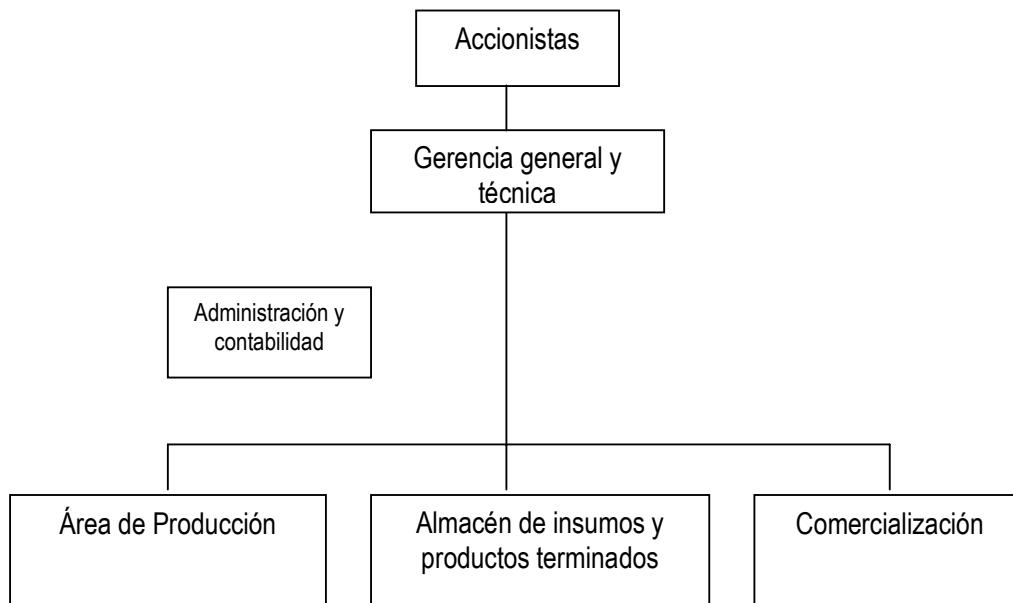 Accionistas
Gerencia general y
técnica
Administración y
contabilidad
Área de Producción
Almacén de insumos y
productos terminados
Comercialización